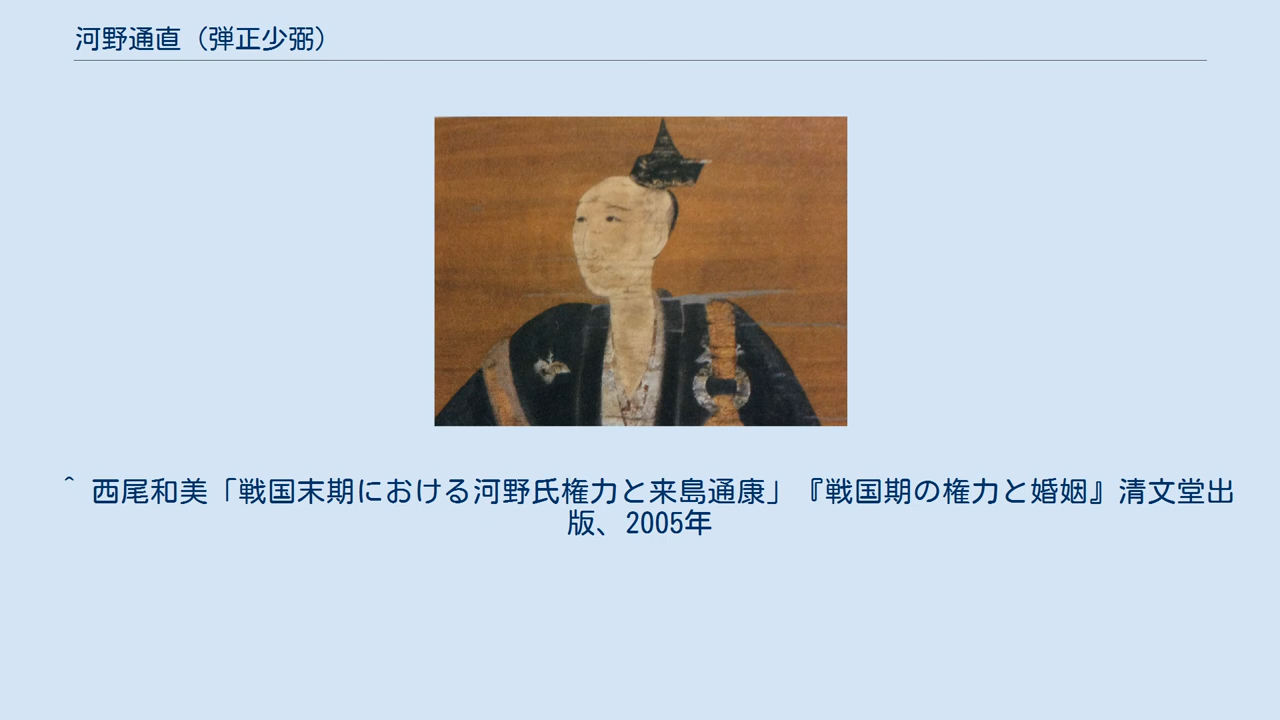 河野通直（弾正少弼）
^ 西尾和美「戦国末期における河野氏権力と来島通康」『戦国期の権力と婚姻』清文堂出
版、2005年